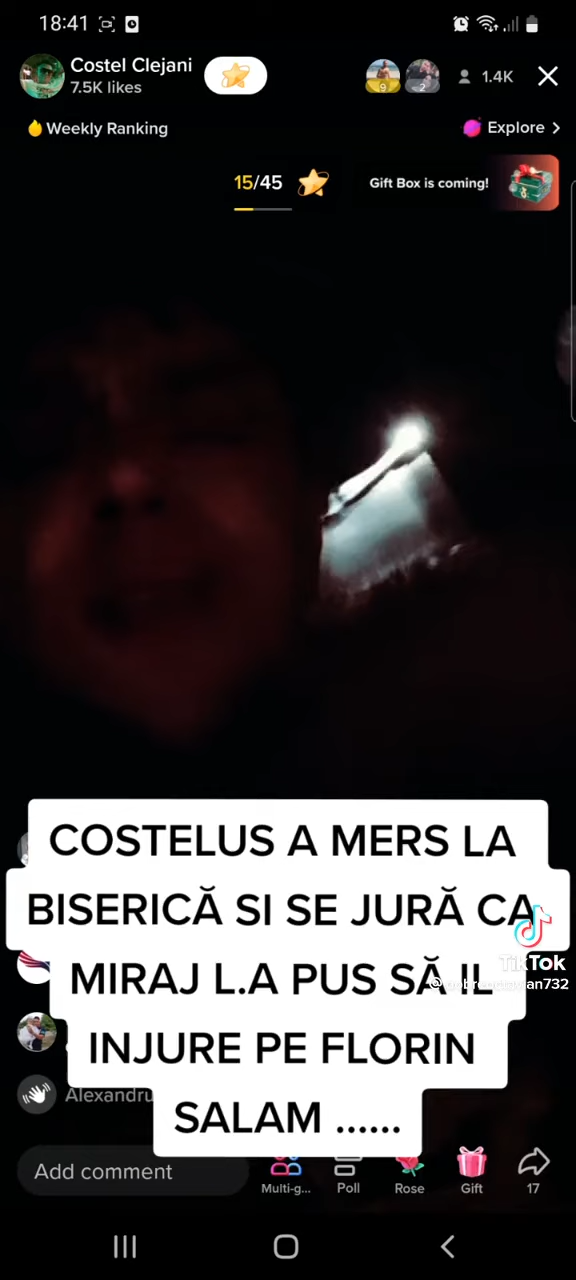 18:41
Costel Clejani
7.5K likes
9
2
1.4K
Weekly Ranking
Explore >
15/45
Gift Box is coming!
COSTELUS A MERS LA
BISERICĂ SI SE JURĂ CA
MIRAJ L.A PUS SĂ IL
INJURE PE FLORIN
SALAM ......
TikTok
Alexandru
Add comment
Multi-g...
Poll
Rose
Gift
17